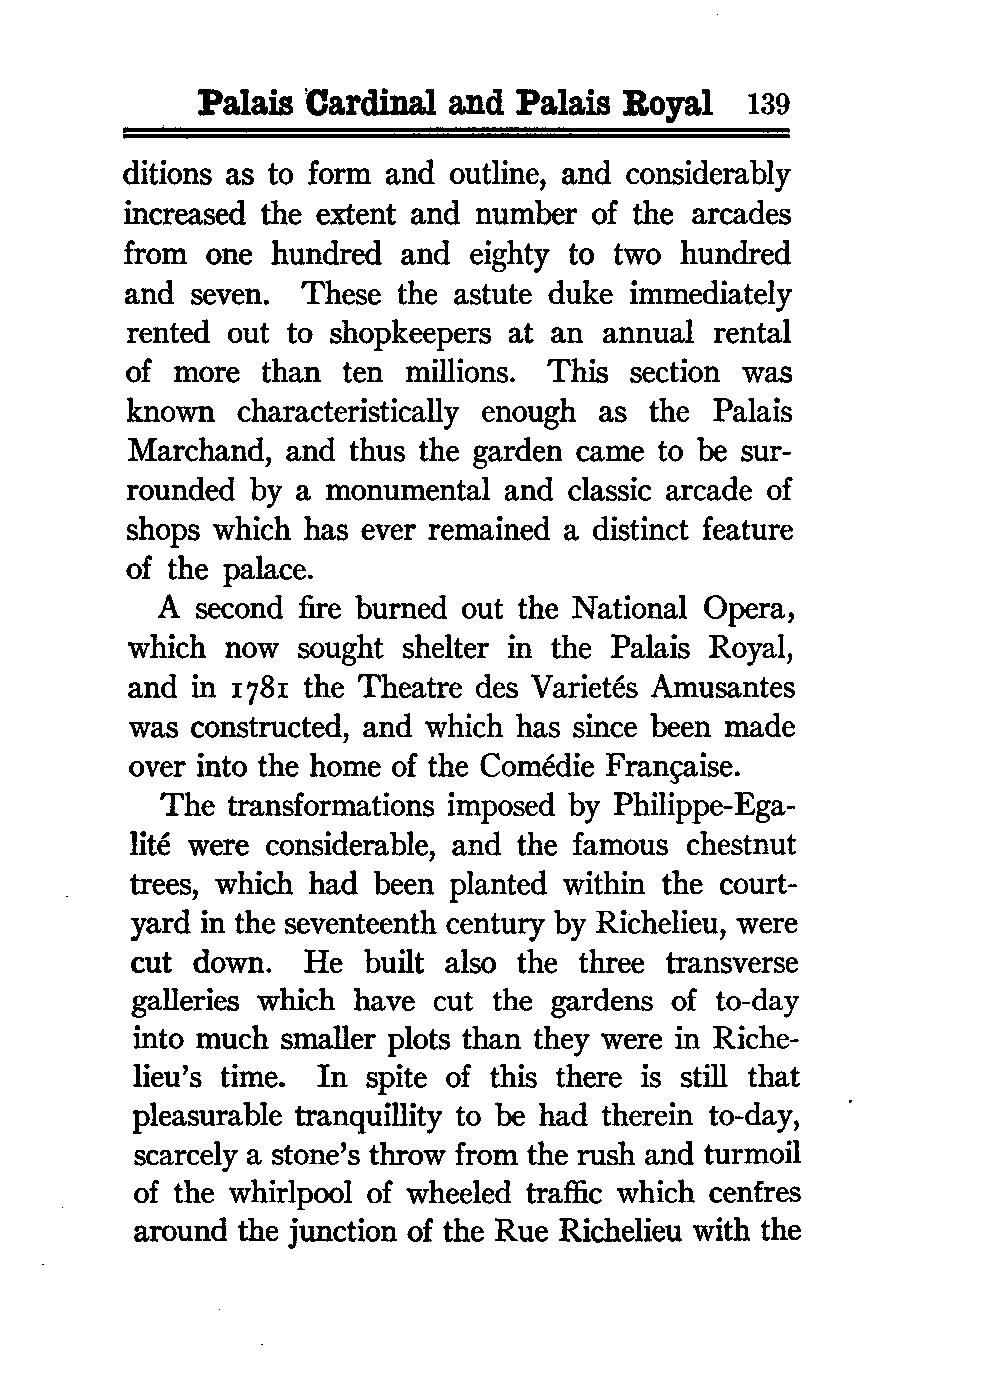 Palais Cardinal and Palais Royal 139
ditions as to form and outline, and considerably
increased the extent and number of the arcades
from one hundred and eighty to two hundred
and seven. These the astute duke immediately
rented out to shopkeepers at an annual rental
of more than ten millions. This section was
known characteristically enough as the Palais
Marchand, and thus the garden came to be sur-
rounded by a monumental and classic arcade of
shops which has ever remained a distinct feature
of the palace.
A second fire burned out the National Opera,
which now sought shelter in the Palais Royal,
and in 1781 the Theatre des Varietés Amusantes
was constructed, and which has since been made
over into the home of the Comédie Française.
The transformations imposed by Philippe-Ega-
lité were considerable, and the famous chestnut
trees, which had been planted within the court-
yard in the seventeenth century by Richelieu, were
cut down. He built also the three transverse
galleries which have cut the gardens of to-day
into much smaller plots than they were in Riche-
lieu's time. In spite of this there is still that
pleasurable tranquillity to be had therein to-day,
scarcely a stone's throw from the rush and turmoil
of the whirlpool of wheeled traffic which centres
around the junction of the Rue Richelieu with the